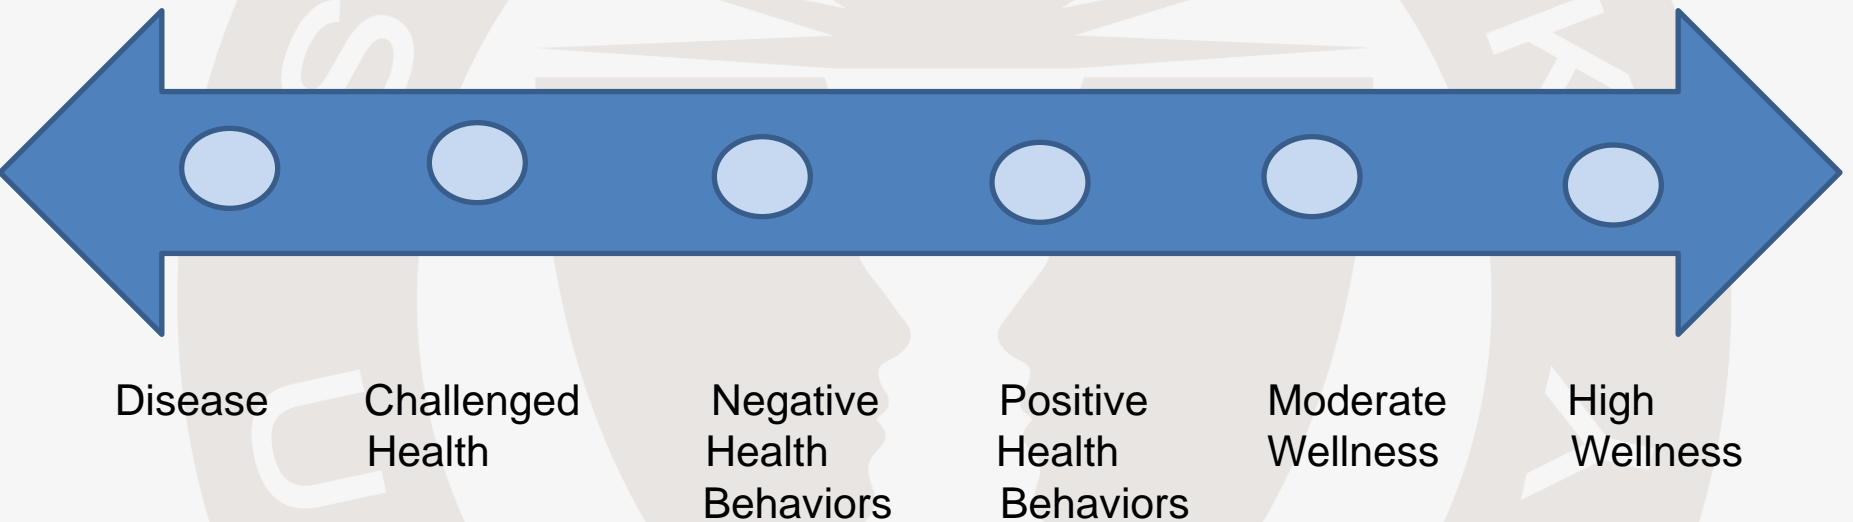 Disease
Challenged
Health
Negative
Health
Behaviors
Positive
Health
Behaviors
Moderate
Wellness
High
Wellness